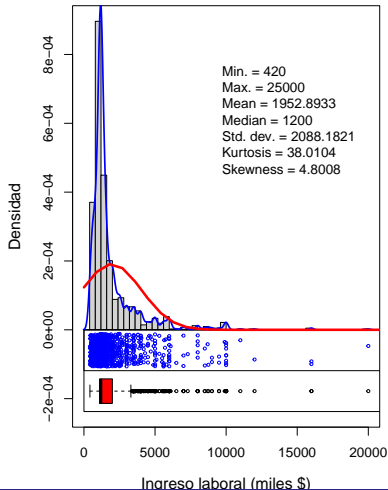 8e-04
6e-04
4e-04
2e-04
0e+00
-2e-04
Densidad
Min. = 420
Max. = 25000
Mean = 1952.8933
Median = 1200
Std. dev. = 2088.1821
Kurtosis = 38.0104
Skewness = 4.8008
0 5000 10000 15000 20000
Ingreso laboral (miles $)